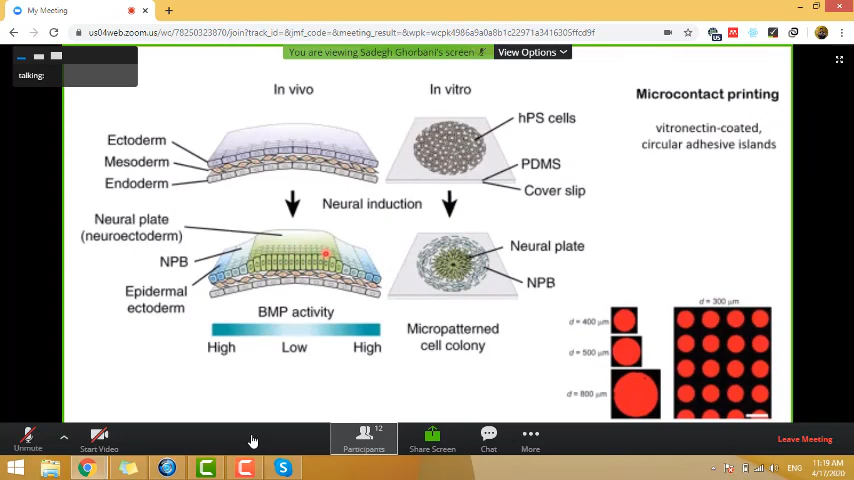 My Meeting
us04web.zoom.us/wc/78250323870/join?track_id=&jmf_code=&meeting_result=&wpk=wcpk4986a9a0a8b1c22971a3416305ffcd9f
You are viewing Sadegh Ghorbani's screen
View Options
talking:
In vivo
In vitro
Microcontact printing
vitronectin-coated,
circular adhesive islands
Ectoderm
Mesoderm
Endoderm
hPS cells
PDMS
Cover slip
Neural induction
Neural plate
(neuroectoderm)
NPB
Epidermal
ectoderm
Neural plate
NPB
BMP activity
High
Low
High
Micropatterned
cell colony
d = 300 µm
d = 400 µm
d = 500 µm
d = 800 µm
Unmute
Start Video
12
Participants
Share Screen
Chat
More
Leave Meeting
ENG
11:19 AM
4/17/2020